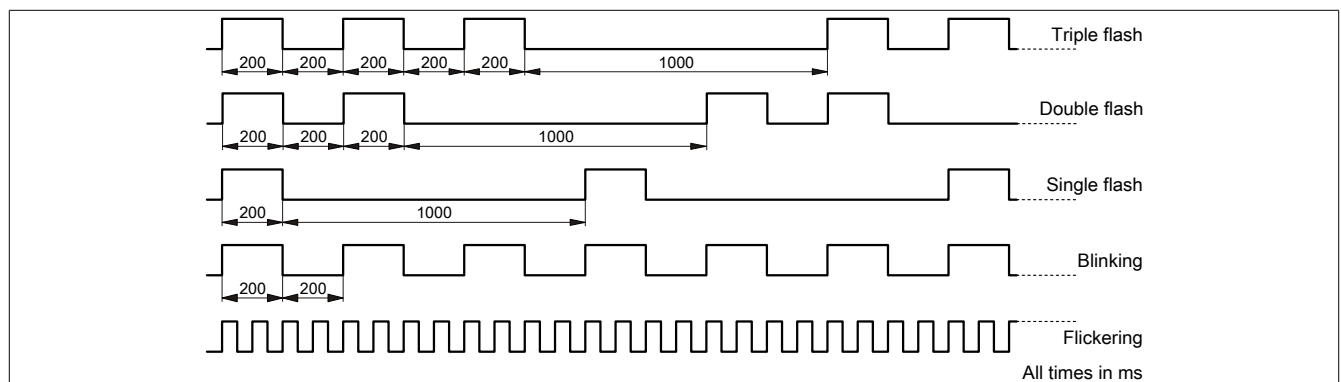 Triple flash
200 200 200 200 200 1000
Double flash
200 200 200 1000
Single flash
200 1000
Blinking
200 200
Flickering
All times in ms